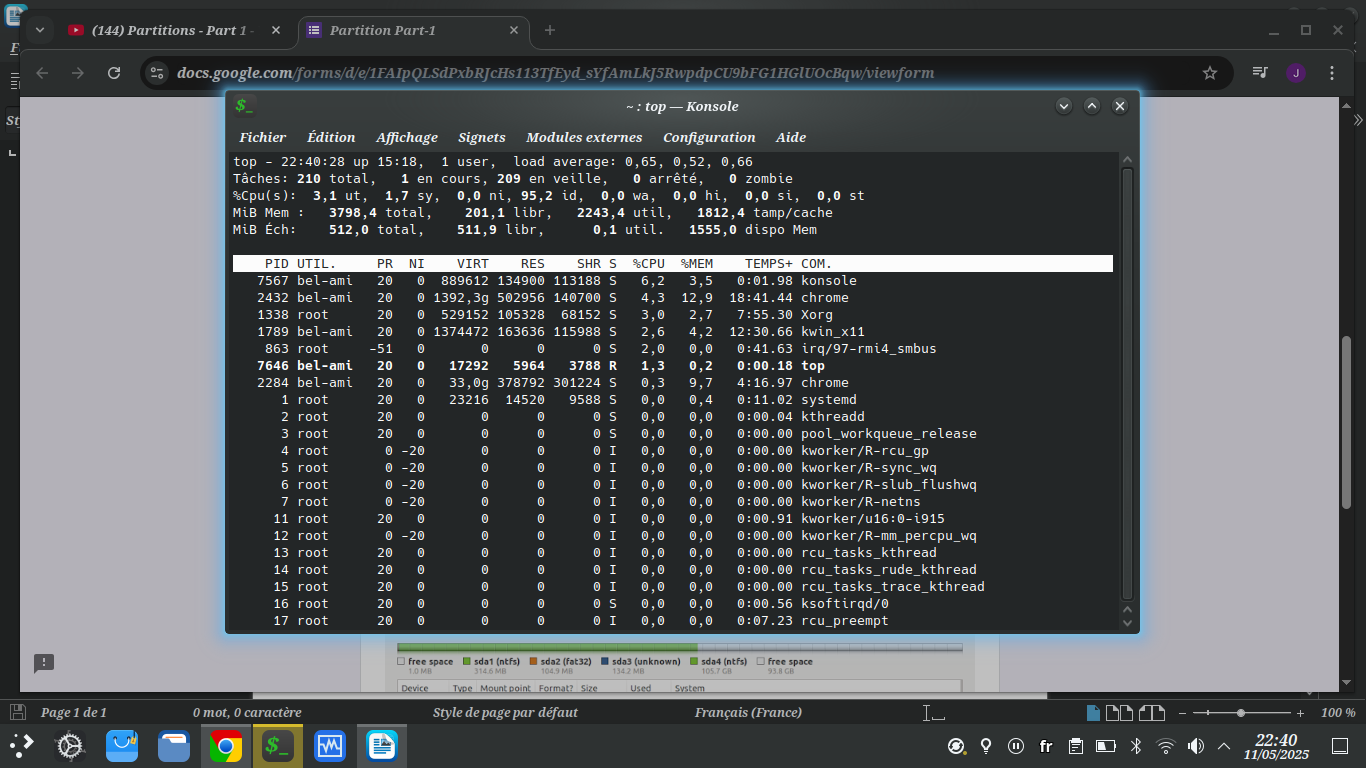 (144) Partitions - Part 1 -
Partition Part-1
docs.google.com/forms/d/e/1FAIpQLSdPxbRJcHs113TfEyd_sYfAmLkJ5RwpdpCU9bFG1HGlUOcBqw/viewform
J
~ : top — Konsole
Fichier Édition Affichage Signets Modules externes Configuration Aide
top - 22:40:28 up 15:18,  1 user,  load average: 0,65, 0,52, 0,66
Tâches: 210 total,   1 en cours, 209 en veille,   0 arrêté,   0 zombie
%Cpu(s):  3,1 ut,  1,7 sy,  0,0 ni, 95,2 id,  0,0 wa,  0,0 hi,  0,0 si,  0,0 st
MiB Mem :   3798,4 total,    201,1 libr,   2243,4 util,   1812,4 tamp/cache
MiB Éch:    512,0 total,    511,9 libr,      0,1 util.   1555,0 dispo Mem
PID UTIL.     PR  NI    VIRT    RES    SHR S  %CPU  %MEM    TEMPS+ COM.
7567 bel-ami   20   0  889612 134900 113188 S   6,2   3,5   0:01.98 konsole
2432 bel-ami   20   0 1392,3g 502956 140700 S   4,3  12,9  18:41.44 chrome
1338 root      20   0  529152 105328  68152 S   3,0   2,7   7:55.30 Xorg
1789 bel-ami   20   0 1374472 163636 115988 S   2,6   4,2  12:30.66 kwin_x11
863 root     -51   0       0      0      0 S   2,0   0,0   0:41.63 irq/97-rmi4_smbus
7646 bel-ami   20   0   17292   5964   3788 R   1,3   0,2   0:00.18 top
2284 bel-ami   20   0   33,0g 378792 301224 S   0,3   9,7   4:16.97 chrome
1 root      20   0   23216  14520   9588 S   0,0   0,4   0:11.02 systemd
2 root      20   0       0      0      0 S   0,0   0,0   0:00.04 kthreadd
3 root      20   0       0      0      0 S   0,0   0,0   0:00.00 pool_workqueue_release
4 root       0 -20       0      0      0 I   0,0   0,0   0:00.00 kworker/R-rcu_gp
5 root       0 -20       0      0      0 I   0,0   0,0   0:00.00 kworker/R-sync_wq
6 root       0 -20       0      0      0 I   0,0   0,0   0:00.00 kworker/R-slub_flushwq
7 root       0 -20       0      0      0 I   0,0   0,0   0:00.00 kworker/R-netns
11 root      20   0       0      0      0 I   0,0   0,0   0:00.91 kworker/u16:0-i915
12 root       0 -20       0      0      0 I   0,0   0,0   0:00.00 kworker/R-mm_percpu_wq
13 root      20   0       0      0      0 I   0,0   0,0   0:00.00 rcu_tasks_kthread
14 root      20   0       0      0      0 I   0,0   0,0   0:00.00 rcu_tasks_rude_kthread
15 root      20   0       0      0      0 I   0,0   0,0   0:00.00 rcu_tasks_trace_kthread
16 root      20   0       0      0      0 S   0,0   0,0   0:00.56 ksoftirqd/0
17 root      20   0       0      0      0 I   0,0   0,0   0:07.23 rcu_preempt
free space sda1 (ntfs) sda2 (fat32) sda3 (unknown) sda4 (ntfs) free space
1.0 MB 314.6 MB 104.9 MB 134.2 MB 105.7 GB 93.8 GB
Device Type Mount point Format? Size Used System
Page 1 de 1 0 mot, 0 caractère Style de page par défaut Français (France) 100 %
fr 22:40
11/05/2025